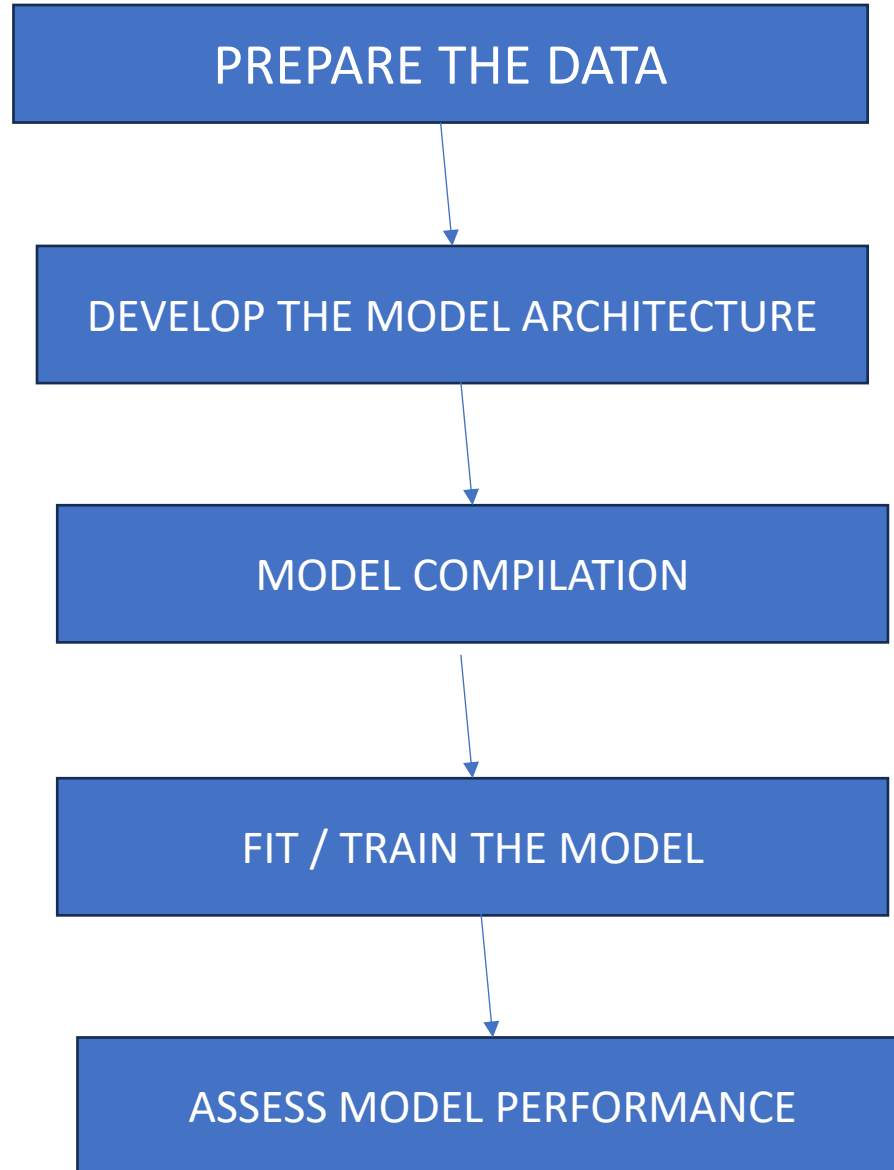 PREPARE THE DATA
DEVELOP THE MODEL ARCHITECTURE
MODEL COMPILATION
FIT / TRAIN THE MODEL
ASSESS MODEL PERFORMANCE